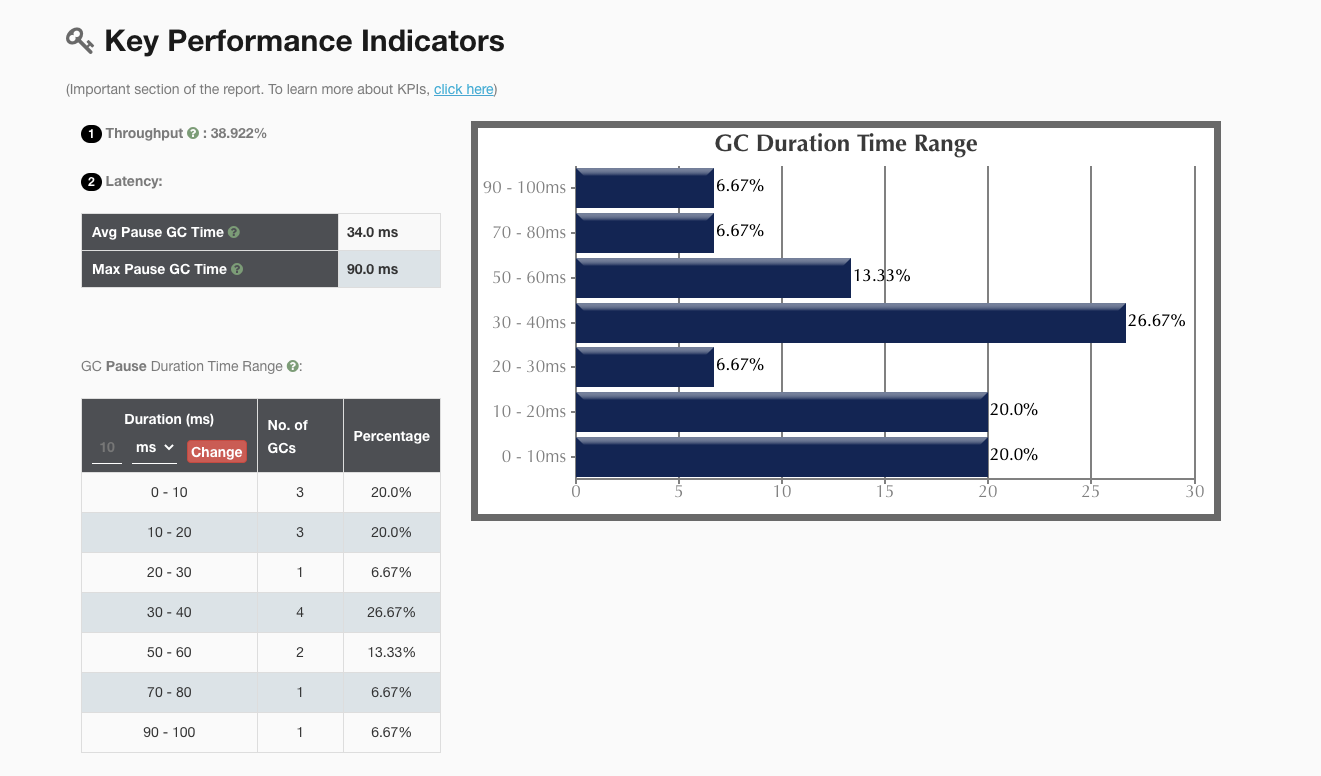 Key Performance Indicators
(Important section of the report. To learn more about KPIs, click here)
1 Throughput ? : 38.922%
2 Latency:
Avg Pause GC Time ? 34.0 ms
Max Pause GC Time ? 90.0 ms
GC Pause Duration Time Range ?:
Duration (ms)
10 ms Change
No. of
GCs
Percentage
0 - 10 3 20.0%
10 - 20 3 20.0%
20 - 30 1 6.67%
30 - 40 4 26.67%
50 - 60 2 13.33%
70 - 80 1 6.67%
90 - 100 1 6.67%
GC Duration Time Range
90 - 100ms 6.67%
70 - 80ms 6.67%
50 - 60ms 13.33%
30 - 40ms 26.67%
20 - 30ms 6.67%
10 - 20ms 20.0%
0 - 10ms 20.0%
0 5 10 15 20 25 30